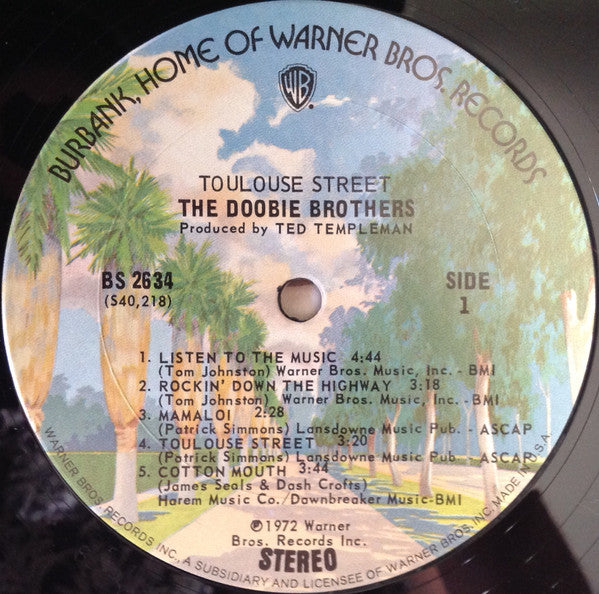 BURBANK, HOME OF WARNER BROS. RECORDS
WB
TOULOUSE STREET
THE DOOBIE BROTHERS
Produced by TED TEMPLEMAN
BS 2634
(S40,218)
SIDE
1
1. LISTEN TO THE MUSIC 4:44
(Tom Johnston) Warner Bros. Music, Inc. - BMI
2. ROCKIN' DOWN THE HIGHWAY 3:18
(Tom Johnston) Warner Bros. Music, Inc. - BMI
3. MAMALOI 2:28
(Patrick Simmons) Lansdowne Music Pub. - ASCAP
4. TOULOUSE STREET 3:20
(Patrick Simmons) Lansdowne Music Pub. - ASCAP
5. COTTON MOUTH 3:44
(James Seals & Dash Crofts)
Harem Music Co./Dawnbreaker Music-BMI
℗1972 Warner
Bros. Records Inc.
STEREO
WARNER BROS. RECORDS INC., A SUBSIDIARY AND LICENSEE OF WARNER BROS. INC. MADE IN U.S.A.